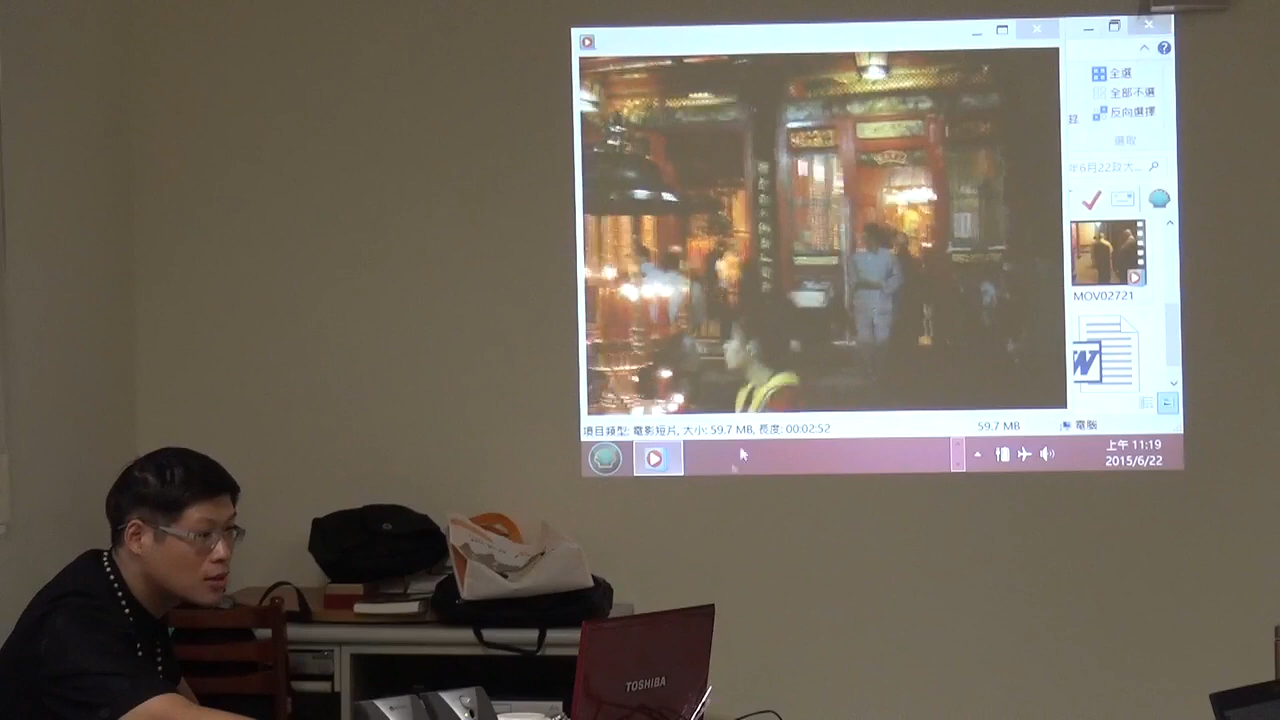 全選
全部不選
反向選擇
選取
年6月22政大...
MOV02721
W
項目類型: 電影短片, 大小: 59.7 MB, 長度: 00:02:52
59.7 MB
電腦
上午 11:19
2015/6/22
TOSHIBA